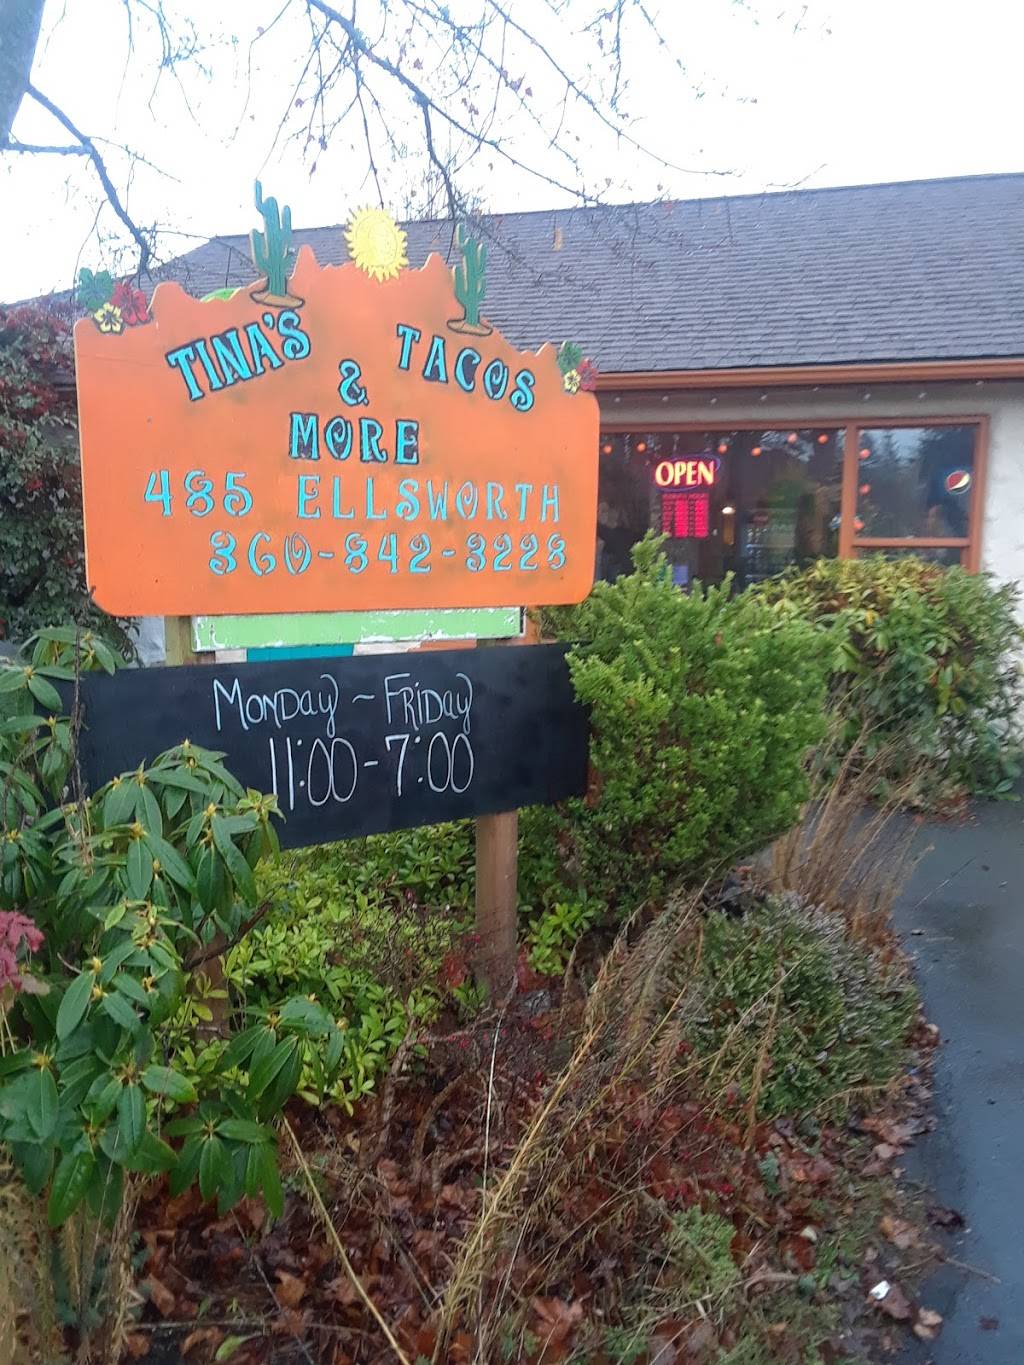 TINA'S TACOS
&
MORE
485 ELLSWORTH
360-842-3228
Monday ~ Friday
11:00-7:00
OPEN